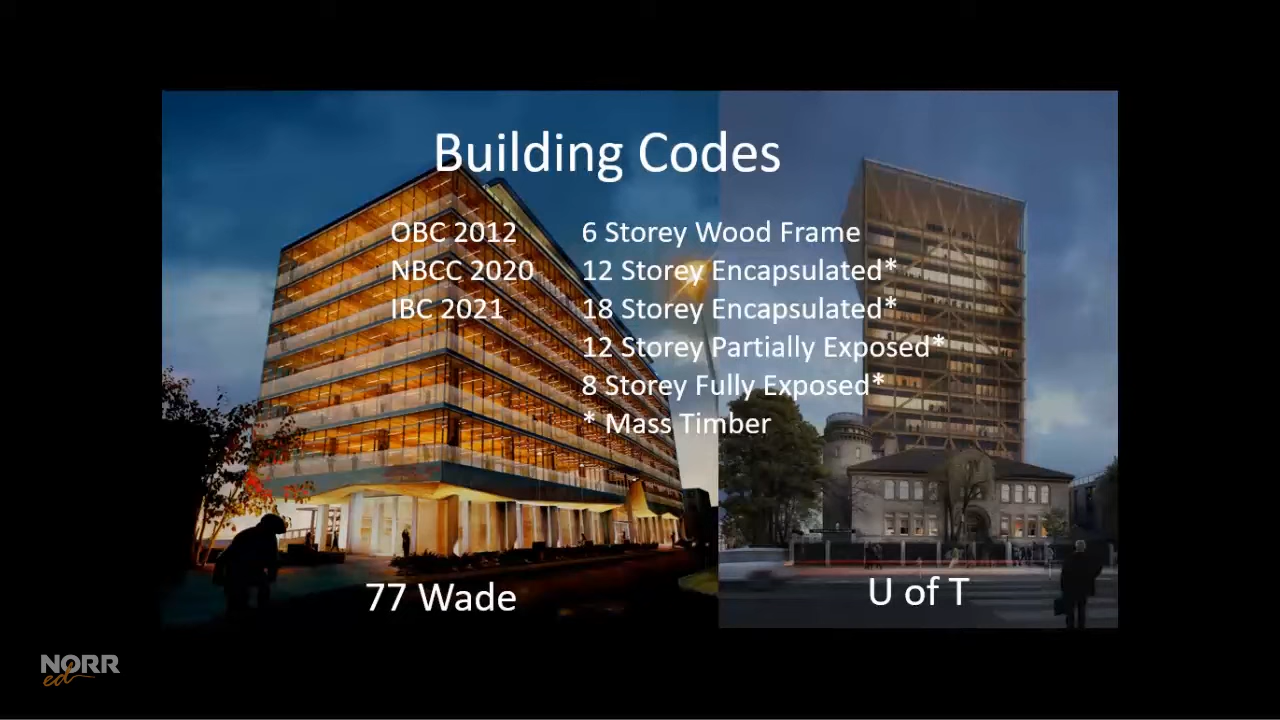 Building Codes
OBC 2012 6 Storey Wood Frame
NBCC 2020 12 Storey Encapsulated*
IBC 2021 18 Storey Encapsulated*
12 Storey Partially Exposed*
8 Storey Fully Exposed*
* Mass Timber
77 Wade
U of T
NORR
ed